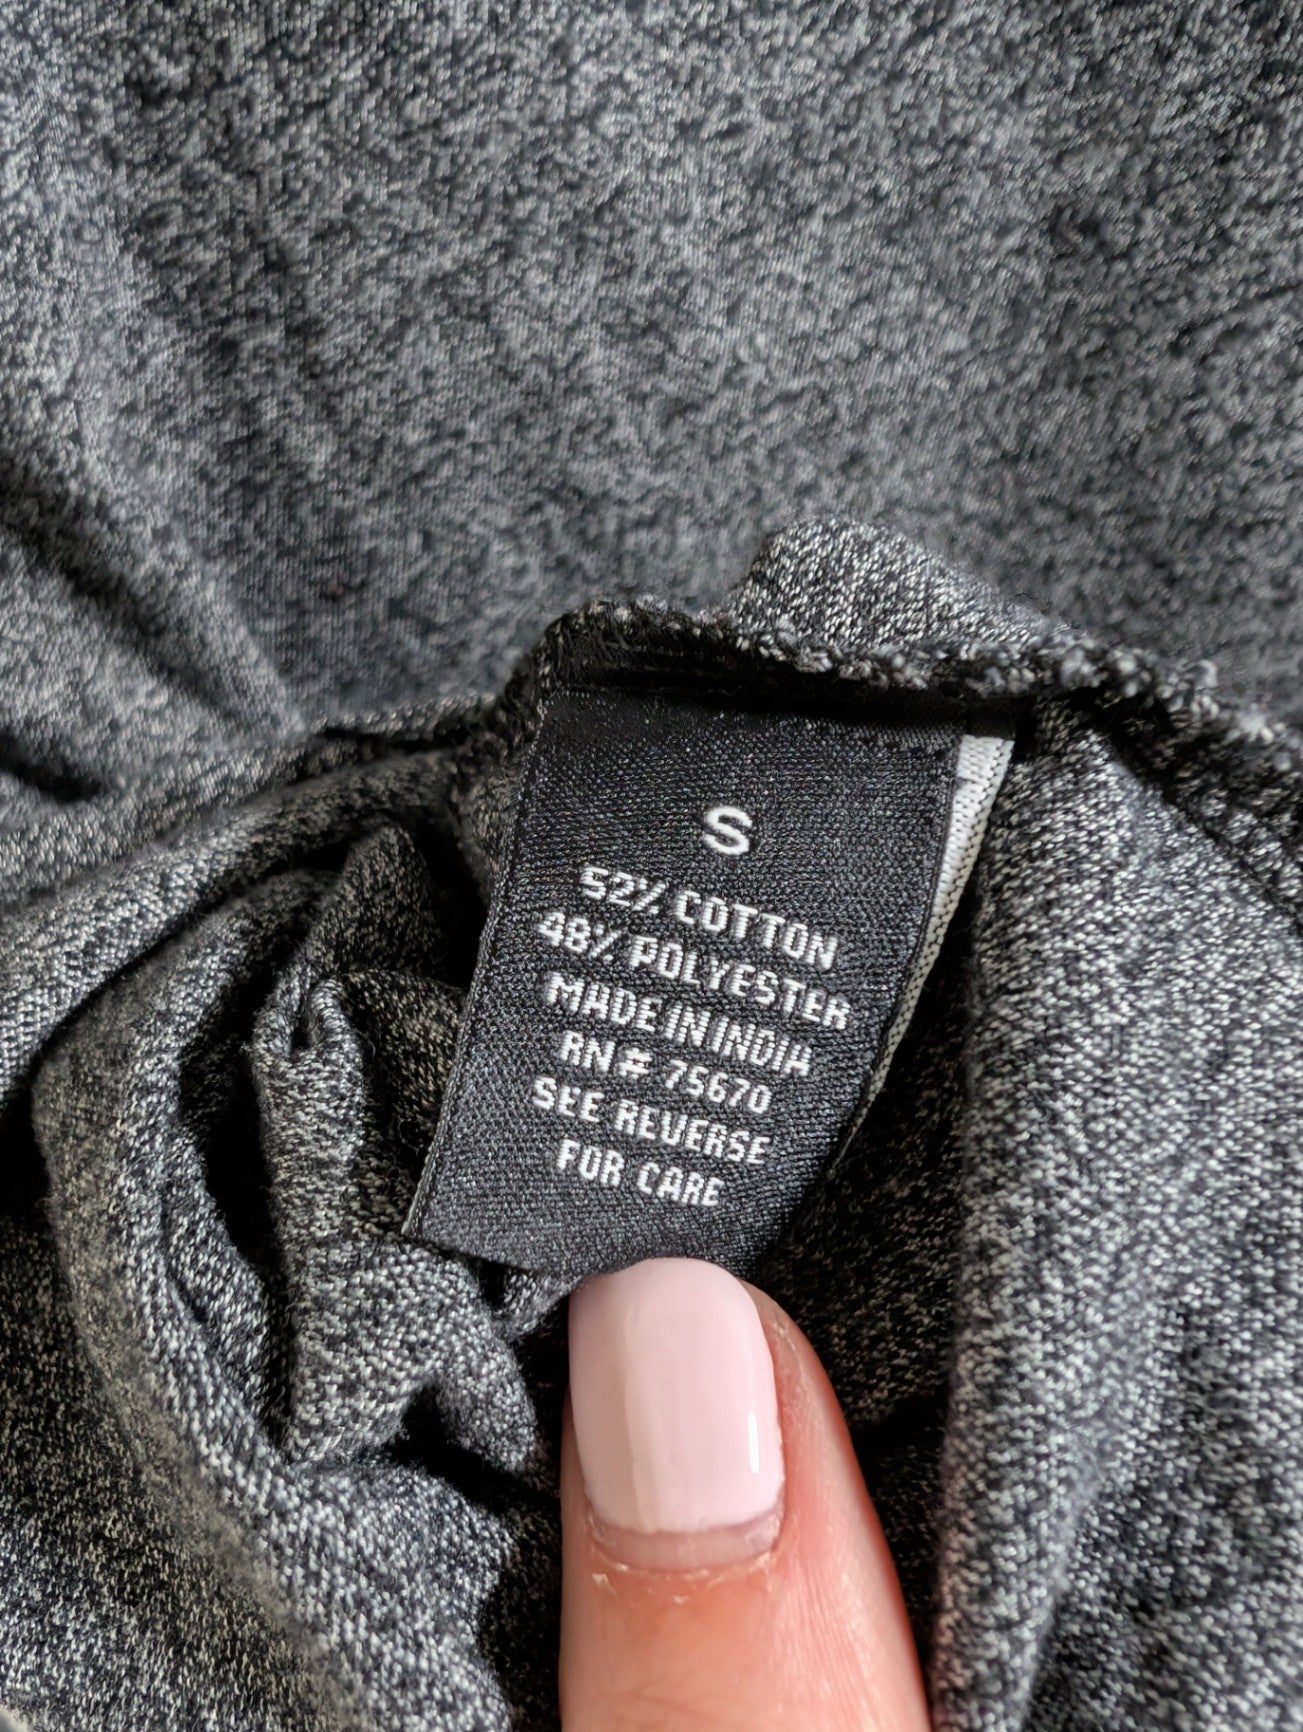 S
52% COTTON
48% POLYESTER
MADE IN INDIA
RN# 75670
SEE REVERSE
FOR CARE